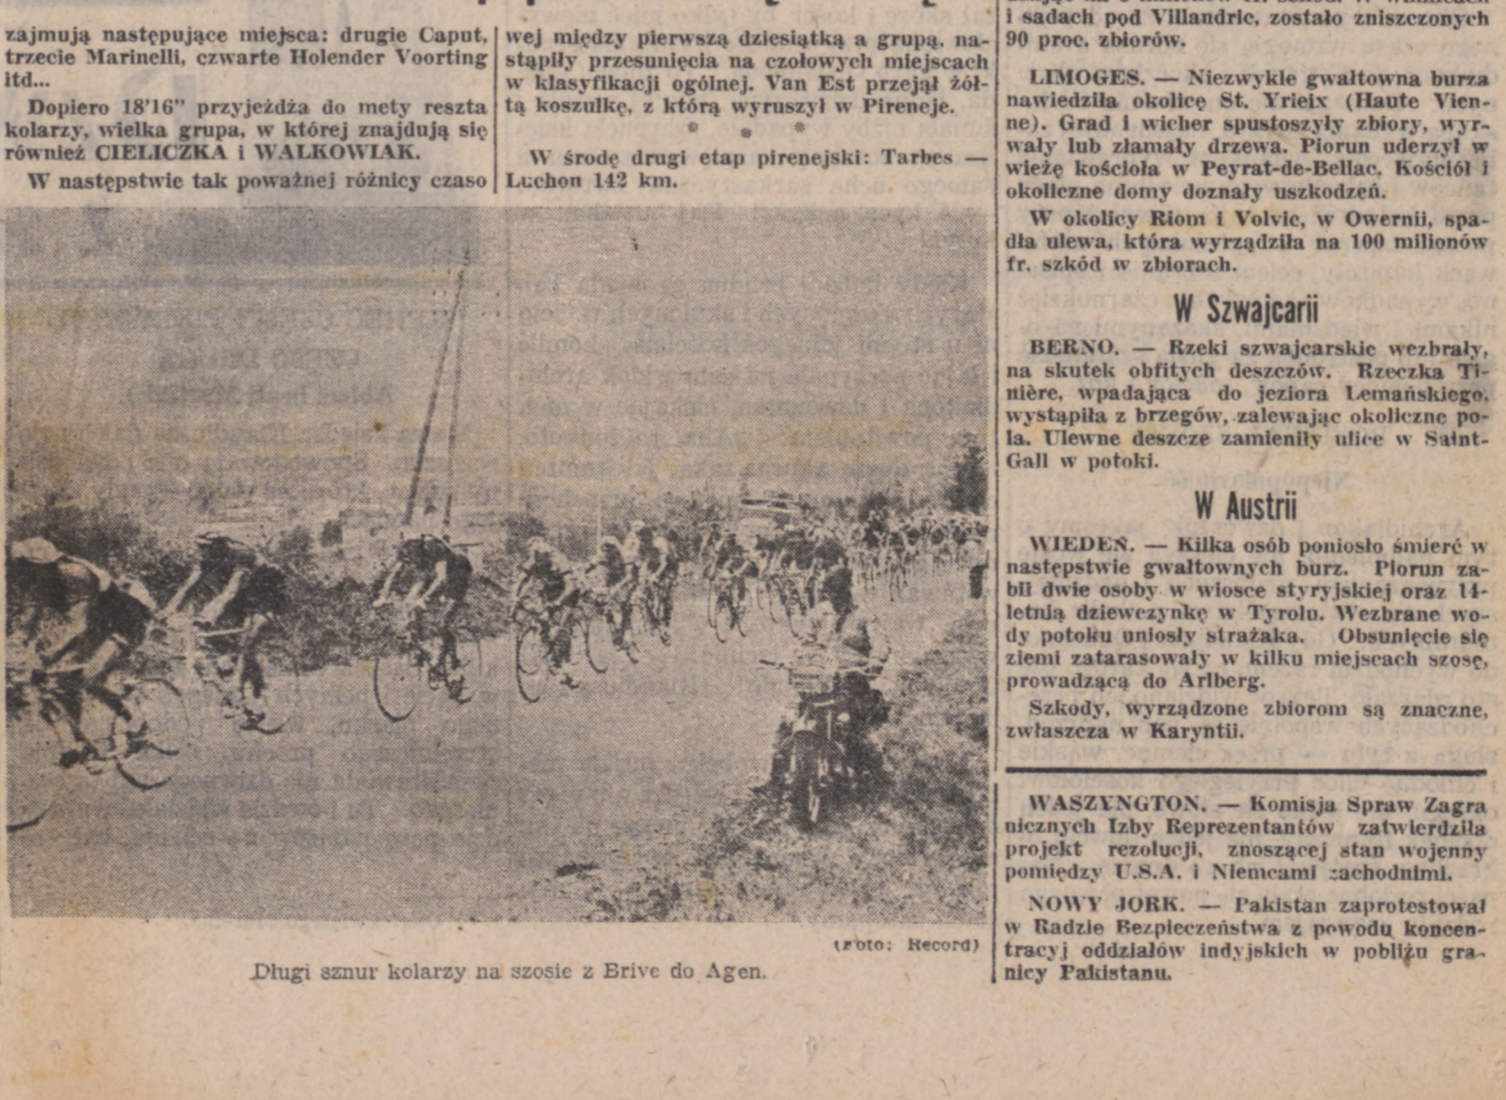 zajmują następujące miejsca: drugie Caput,
trzecie Marinelli, czwarte Holender Voorting
itd...
Dopiero 18'16" przyjeżdża do mety reszta
kolarzy, wielka grupa, w której znajdują się
również CIELICZKA i WALKOWIAK.
W następstwie tak poważnej różnicy czaso
wej między pierwszą dziesiątką a grupą, na-
stąpiły przesunięcia na czołowych miejscach
w klasyfikacji ogólnej. Van Est przejął żół-
tą koszulkę, z którą wyruszył w Pireneje.
* * *
W środę drugi etap pirenejski: Tarbes —
Luchon 142 km.
(Foto: Record)
Długi sznur kolarzy na szosie z Brive do Agen.
i sadach pod Villandric, zostało zniszczonych
90 proc. zbiorów.
LIMOGES. — Niezwykle gwałtowna burza
nawiedziła okolicę St. Yrieix (Haute Vien-
ne). Grad i wicher spustoszyły zbiory, wyr-
wały lub złamały drzewa. Piorun uderzył w
wieżę kościoła w Peyrat-de-Bellac. Kościół i
okoliczne domy doznały uszkodzeń.
W okolicy Riom i Volvic, w Owernii, spa-
dła ulewa, która wyrządziła na 100 milionów
fr. szkód w zbiorach.
W Szwajcarii
BERNO. — Rzeki szwajcarskie wezbrały,
na skutek obfitych deszczów. Rzeczka Ti-
nière, wpadająca do jeziora Lemańskiego,
wystąpiła z brzegów, zalewając okoliczne po-
la. Ulewne deszcze zamieniły ulice w Saint-
Gall w potoki.
W Austrii
WIEDEŃ. — Kilka osób poniosło śmierć w
następstwie gwałtownych burz. Piorun za-
bił dwie osoby w wiosce styryjskiej oraz 14-
letnią dziewczynkę w Tyrolu. Wezbrane wo-
dy potoku uniosły strażaka. Obsunięcie się
ziemi zatarasowały w kilku miejscach szosę,
prowadzącą do Arlberg.
Szkody, wyrządzone zbiorom są znaczne,
zwłaszcza w Karyntii.
WASZYNGTON. — Komisja Spraw Zagra
nicznych Izby Reprezentantów zatwierdziła
projekt rezolucji, znoszącej stan wojenny
pomiędzy U.S.A. i Niemcami zachodnimi.
NOWY JORK. — Pakistan zaprotestował
w Radzie Bezpieczeństwa z powodu koncen-
tracyj oddziałów indyjskich w pobliżu gra-
nicy Pakistanu.